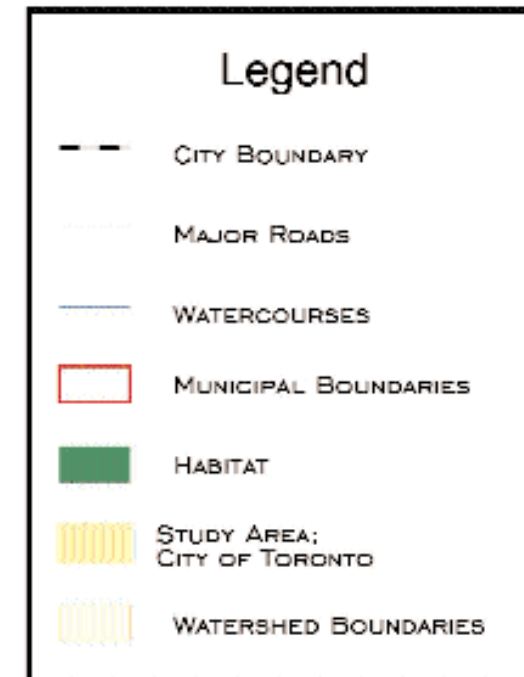 Legend
City Boundary
Major Roads
Watercourses
Municipal Boundaries
Habitat
Study Area;
City of Toronto
Watershed Boundaries